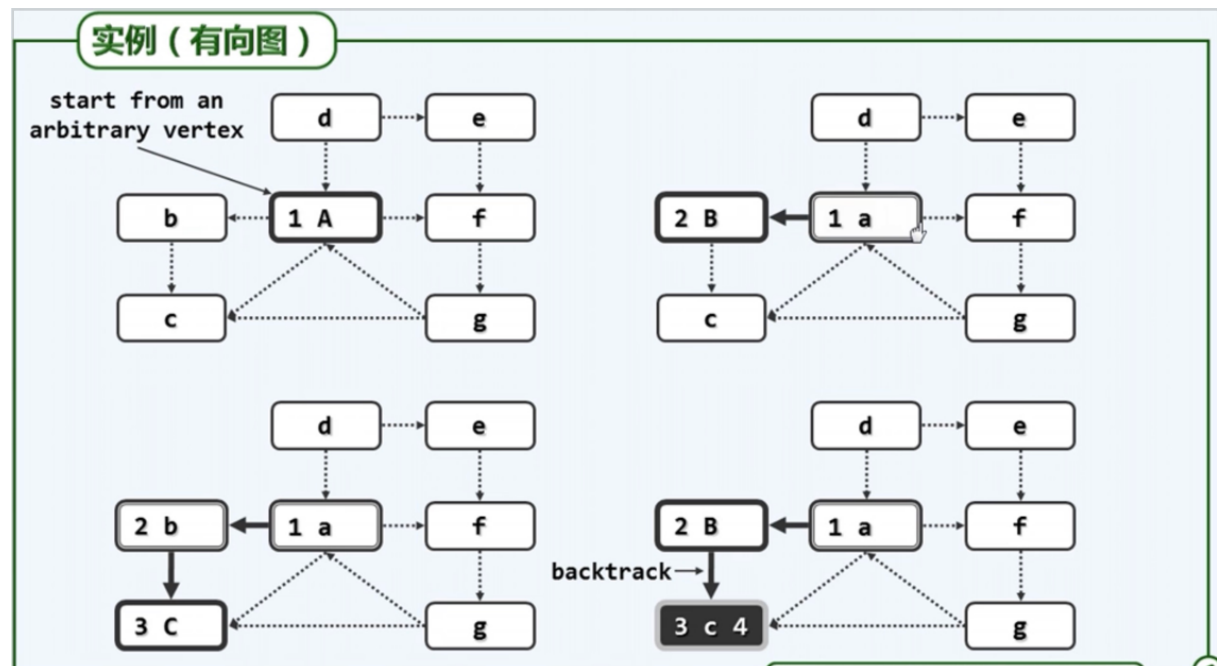 实例（有向图）
start from an
arbitrary vertex
d e
b 1 A f
c g
d e
2 B 1 a f
c g
d e
2 b 1 a f
3 C g
d e
2 B 1 a f
backtrack
3 c 4 g